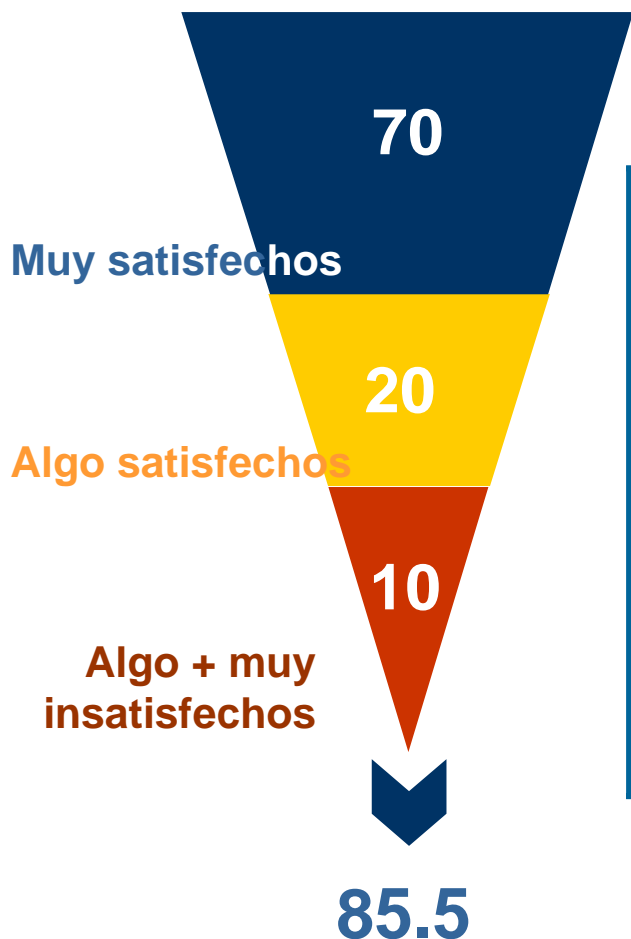 70
Muy satisfechos
20
Algo satisfechos
10
Algo + muy
insatisfechos
85.5